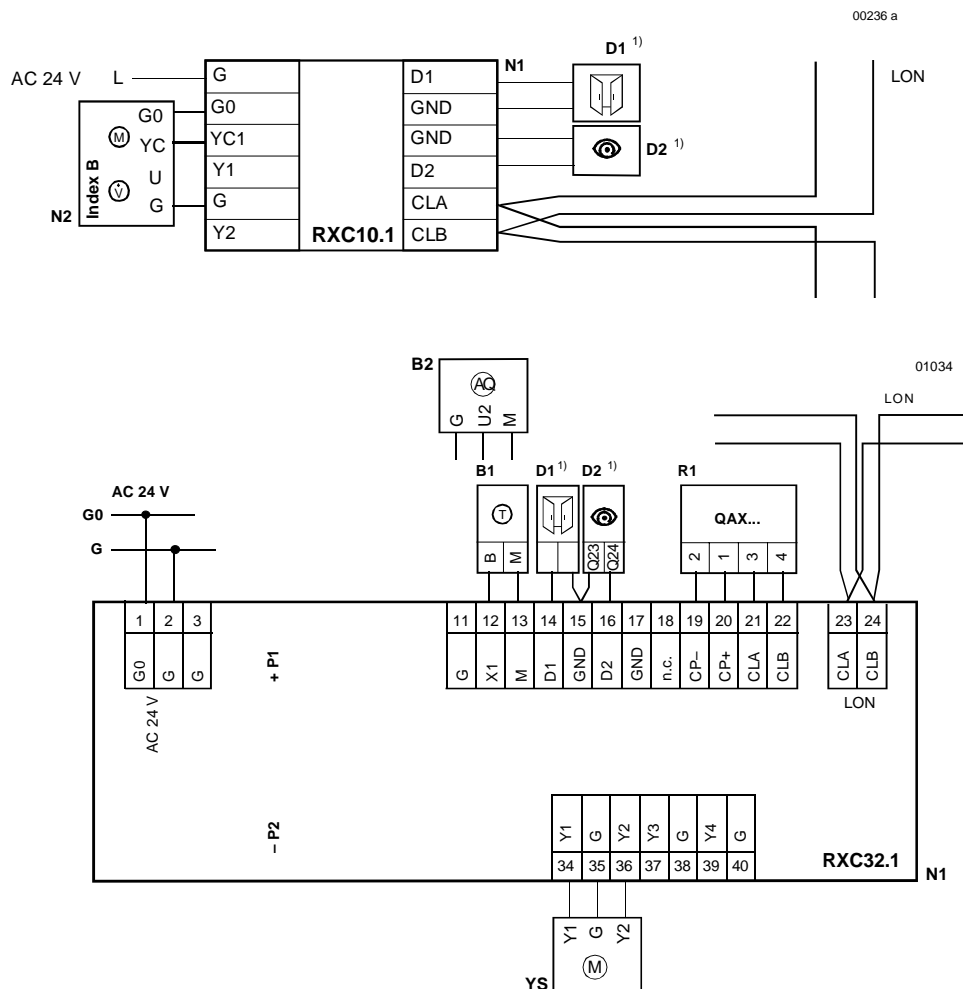 00236 a
D1 1)
AC 24 V L
G
D1
N1
LON
G0
G0
GND
M
YC
YC1
GND
D2 1)
Index B
U
Y1
D2
V
G
G
CLA
N2
Y2
RXC10.1
CLB
B2
01034
AQ
LON
G U2 M
B1 D1 1) D2 1) R1
AC 24 V
G0
T
QAX...
G
B M Q23 Q24 2 1 3 4
1 2 3 11 12 13 14 15 16 17 18 19 20 21 22 23 24
G0 G G + P1 G X1 M D1 GND D2 GND n.c. CP– CP+ CLA CLB CLA CLB
AC 24 V
LON
– P2
Y1 G Y2 Y3 G Y4 G
34 35 36 37 38 39 40
RXC32.1
N1
Y1 G Y2
M
YS